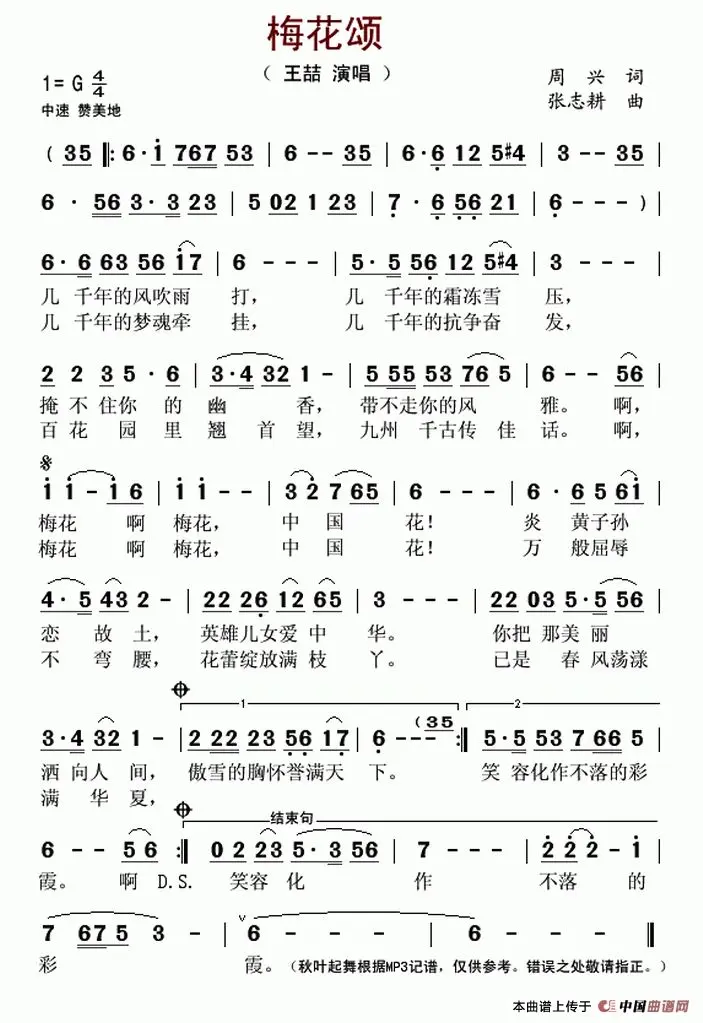 梅花颂
( 王喆 演唱 )
1= G 4/4
周 兴 词
中速 赞美地
张志耕 曲
( 35 |: 6·i 767 53 | 6 - - 35 | 6·6 12 5#4 | 3 - - 35 |
6 · 56 3·3 23 | 5 02 1 23 | 7 · 6 56 21 | 6 - - - ) |
6·6 63 56 i7 | 6 - - - | 5·5 56 12 5#4 | 3 - - - |
几 千年的风吹雨 打, 几 千年的霜冻雪 压,
几 千年的梦魂牵 挂, 几 千年的抗争奋 发,
2 2 3 5·6 | 3·4 32 1 - | 5 55 53 76 5 | 6 - - 56 |
掩 不 住你 的 幽 香, 带不走你的风 雅。 啊,
百 花 园 里 翘 首 望, 九州 千古传 佳 话。 啊,
i i - i 6 | i i - - | 3 2 7 65 | 6 - - - | 6·6 5 6i |
梅花 啊 梅花, 中 国 花! 炎 黄子孙
梅花 啊 梅花, 中 国 花! 万 般屈辱
4·5 43 2 - | 22 26 12 65 | 3 - - - | 22 03 5·5 56 |
恋 故 土, 英雄儿女爱 中 华。 你把 那美 丽
不 弯 腰, 花蕾绽放满 枝 丫。 已是 春 风荡漾
1 2
3·4 32 1 - | 2 22 23 56 17 | 6 - - - (35 :| 5·5 53 7 66 5 |
洒 向人 间, 傲雪的胸怀誉满天 下。 笑 容化作不落的彩
满 华 夏,
结束句
6 - - 56 :| 02 23 5·3 56 | 7 - - - | 2 2 2 - i |
霞。 啊 D.S. 笑容 化 作 不落 的
7 67 5 3 - | 6 - - - | 6 - - ||
彩 霞。 (秋叶起舞根据MP3记谱，仅供参考。错误之处敬请指正。)
本曲谱上传于 中国曲谱网